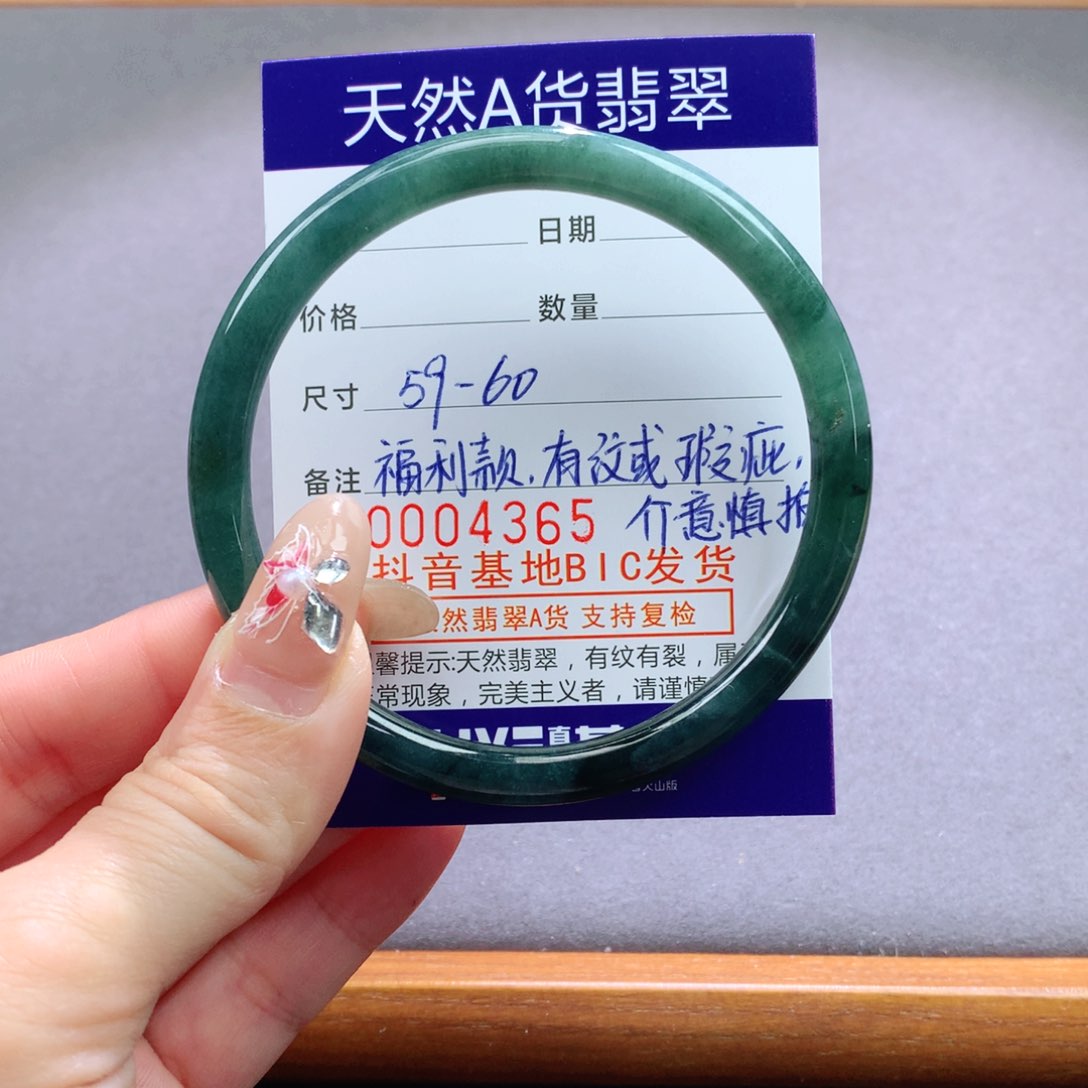 天然A货翡翠
日期
价格 数量
尺寸 59-60
备注 福利款.有纹或瑕疵.
介意慎拍
0004365
抖音基地BIC发货
然翡翠A货 支持复检
馨提示:天然翡翠，有纹有裂，属
常现象，完美主义者，请谨慎